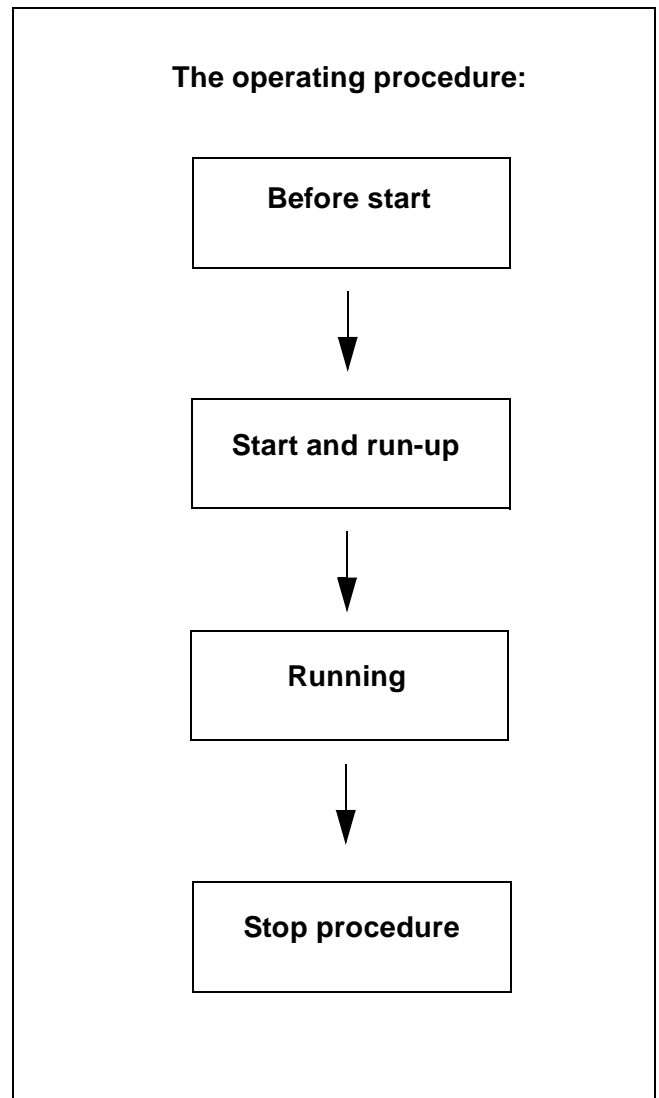 The operating procedure:
Before start
Start and run-up
Running
Stop procedure